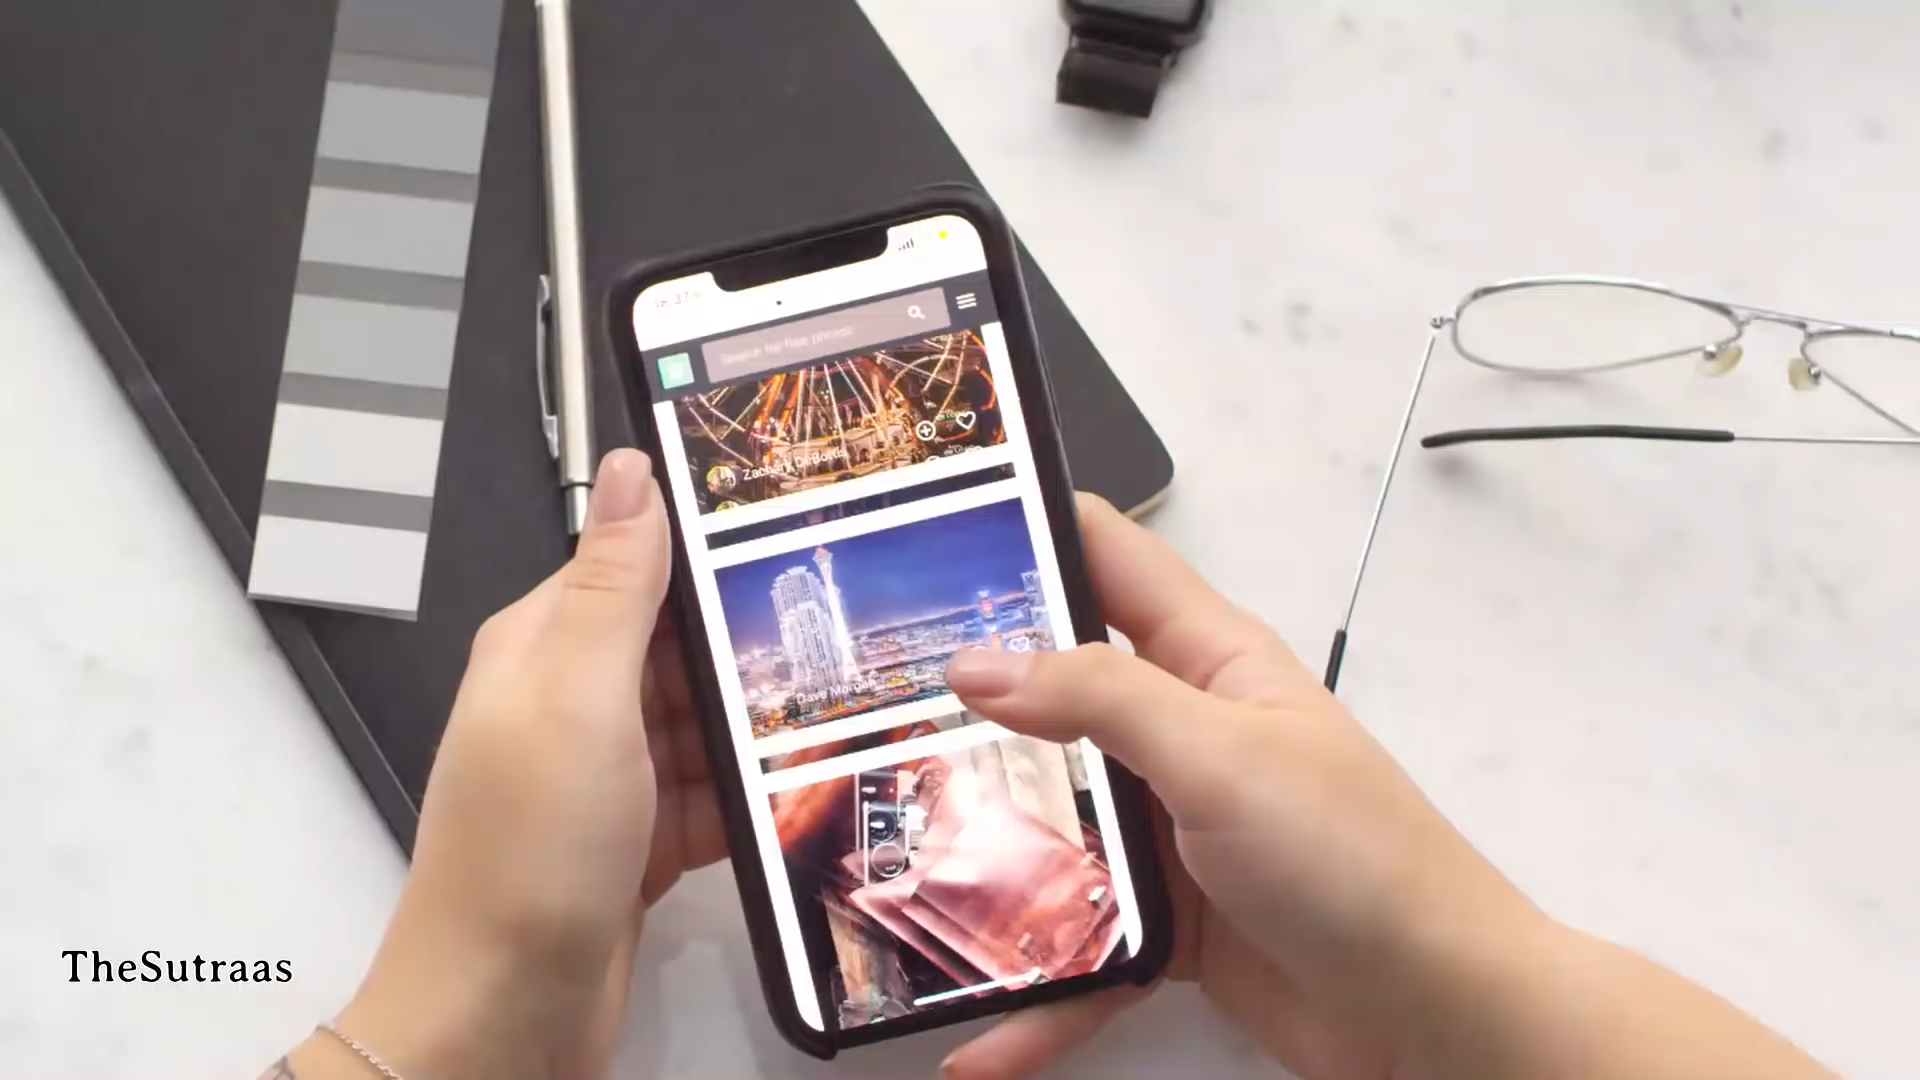 Search for free photos
Zachary DeBottis
Dave Morgan
TheSutraas